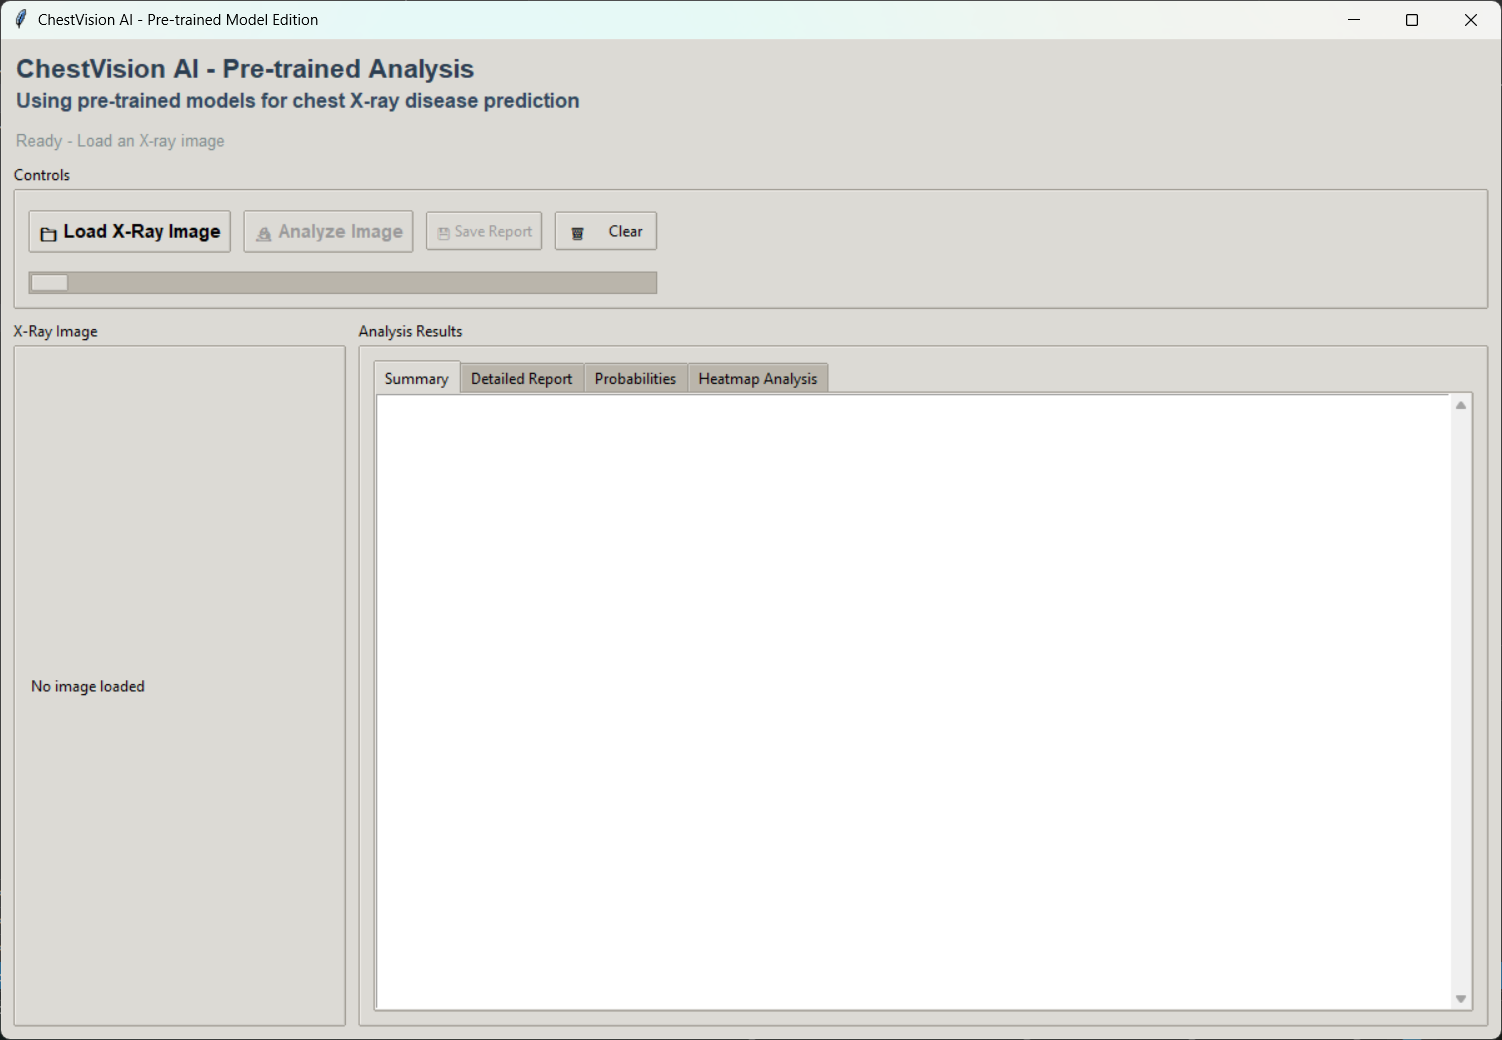 ChestVision AI - Pre-trained Model Edition
ChestVision AI - Pre-trained Analysis
Using pre-trained models for chest X-ray disease prediction
Ready - Load an X-ray image
Controls
Load X-Ray Image Analyze Image Save Report Clear
X-Ray Image Analysis Results
Summary Detailed Report Probabilities Heatmap Analysis
No image loaded